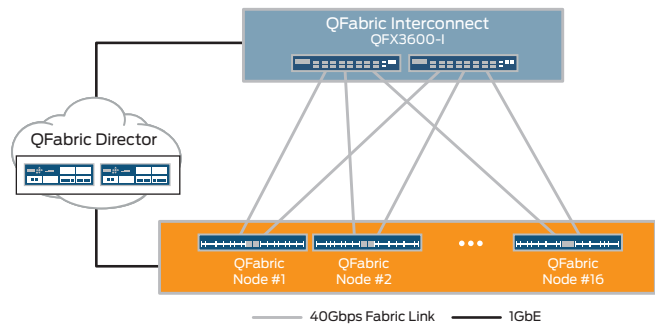 QFabric Interconnect
QFX3600-I
QFabric Director
QFabric
Node #1
QFabric
Node #2
QFabric
Node #16
40Gbps Fabric Link
1GbE